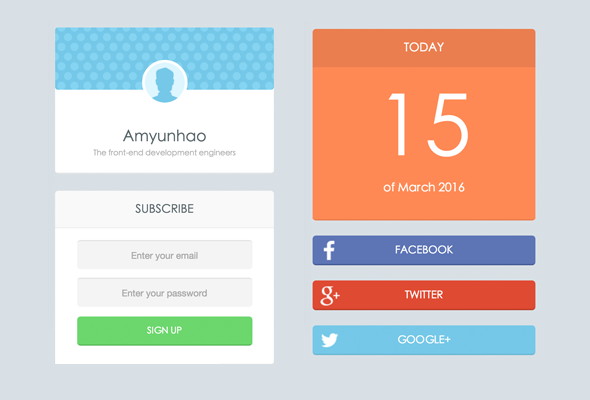 Amyunhao
The front-end development engineers
SUBSCRIBE
Enter your email
Enter your password
SIGN UP
TODAY
15
of March 2016
FACEBOOK
TWITTER
GOOGLE+